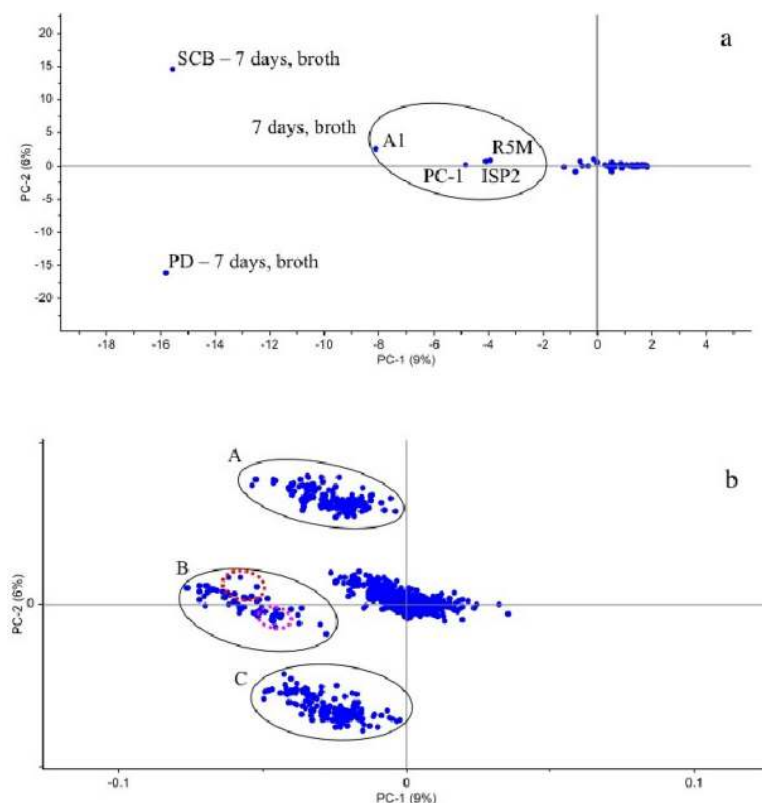 a
20
SCB – 7 days, broth
15
10
7 days, broth
5
A1
R5M
0
PC-1
ISP2
-5
-10
-15
PD – 7 days, broth
-20
PC-2 (6%)
-18 -16 -14 -12 -10 -8 -6 -4 -2 0 2 4
PC-1 (9%)
b
A
B
0
PC-2 (6%)
C
-0.1 0 0.1
PC-1 (9%)